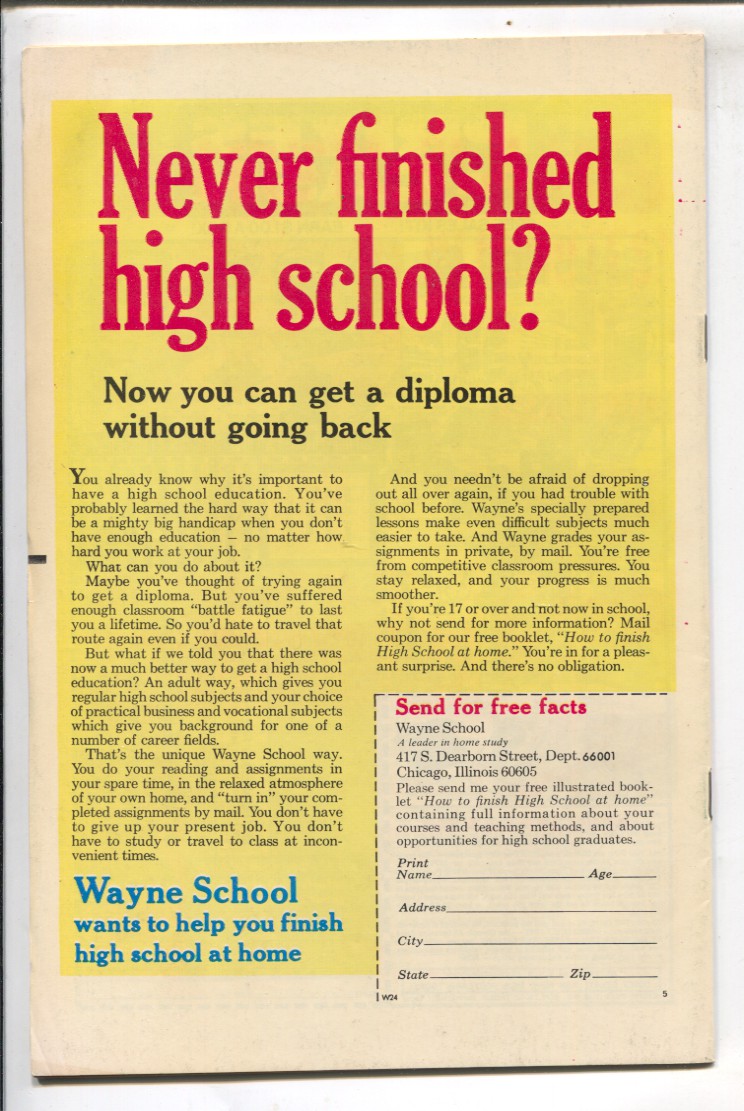 Never finished
high school?
Now you can get a diploma
without going back
You already know why it's important to
have a high school education. You've
probably learned the hard way that it can
be a mighty big handicap when you don't
have enough education – no matter how
hard you work at your job.
What can you do about it?
Maybe you've thought of trying again
to get a diploma. But you've suffered
enough classroom "battle fatigue" to last
you a lifetime. So you'd hate to travel that
route again even if you could.
But what if we told you that there was
now a much better way to get a high school
education? An adult way, which gives you
regular high school subjects and your choice
of practical business and vocational subjects
which give you background for one of a
number of career fields.
That's the unique Wayne School way.
You do your reading and assignments in
your spare time, in the relaxed atmosphere
of your own home, and "turn in" your com-
pleted assignments by mail. You don't have
to give up your present job. You don't
have to study or travel to class at incon-
venient times.
Wayne School
wants to help you finish
high school at home
And you needn't be afraid of dropping
out all over again, if you had trouble with
school before. Wayne's specially prepared
lessons make even difficult subjects much
easier to take. And Wayne grades your as-
signments in private, by mail. You're free
from competitive classroom pressures. You
stay relaxed, and your progress is much
smoother.
If you're 17 or over and not now in school,
why not send for more information? Mail
coupon for our free booklet, "How to finish
High School at home." You're in for a pleas-
ant surprise. And there's no obligation.
Send for free facts
Wayne School
A leader in home study
417 S. Dearborn Street, Dept. 66001
Chicago, Illinois 60605
Please send me your free illustrated book-
let "How to finish High School at home"
containing full information about your
courses and teaching methods, and about
opportunities for high school graduates.
Print
Name Age
Address
City
State Zip
W24 5